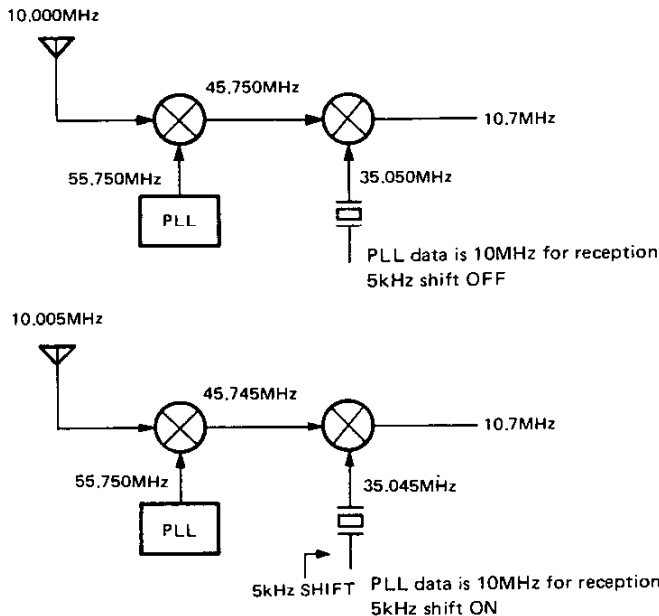 10.000MHz
45.750MHz
10.7MHz
55.750MHz
35.050MHz
PLL
PLL data is 10MHz for reception
5kHz shift OFF
10.005MHz
45.745MHz
10.7MHz
55.750MHz
35.045MHz
PLL
5kHz SHIFT
PLL data is 10MHz for reception
5kHz shift ON